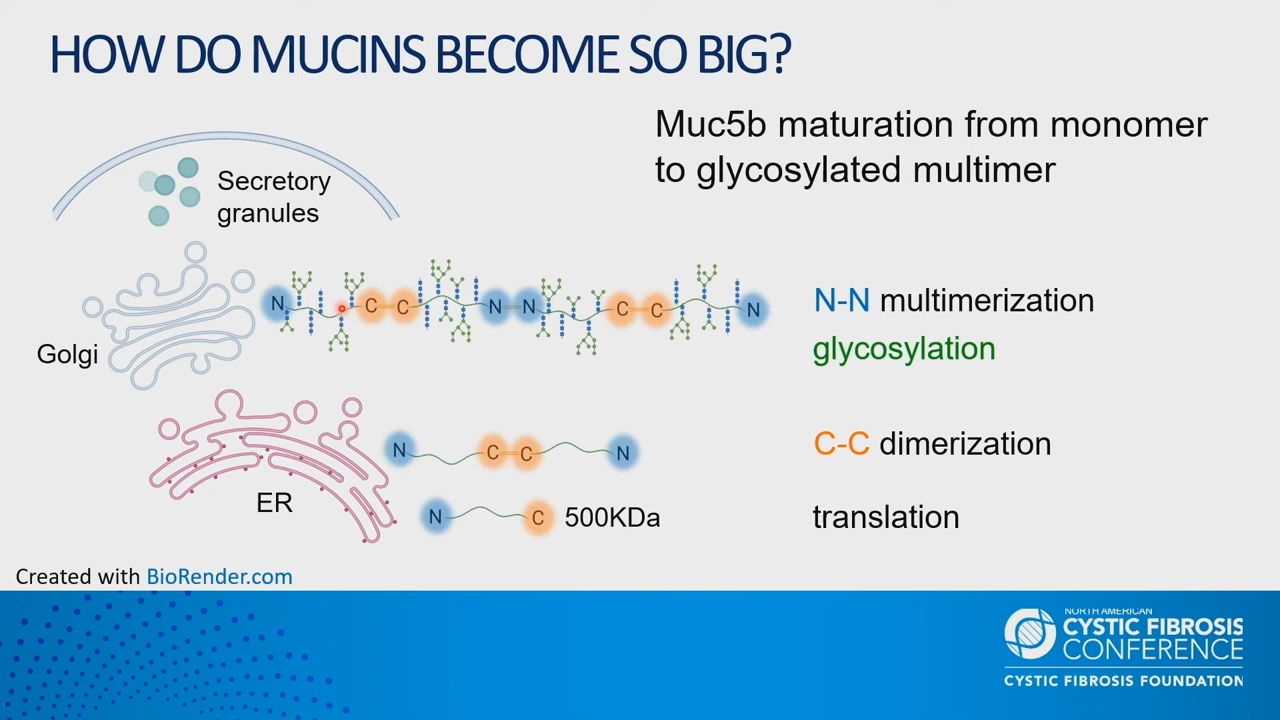 HOW DO MUCINS BECOME SO BIG?
Muc5b maturation from monomer
to glycosylated multimer
Secretory
granules
Golgi
N C C N N C C N
N-N multimerization
glycosylation
N C C N
C-C dimerization
ER
N C 500KDa
translation
Created with BioRender.com
NORTH AMERICAN
CYSTIC FIBROSIS
CONFERENCE
CYSTIC FIBROSIS FOUNDATION